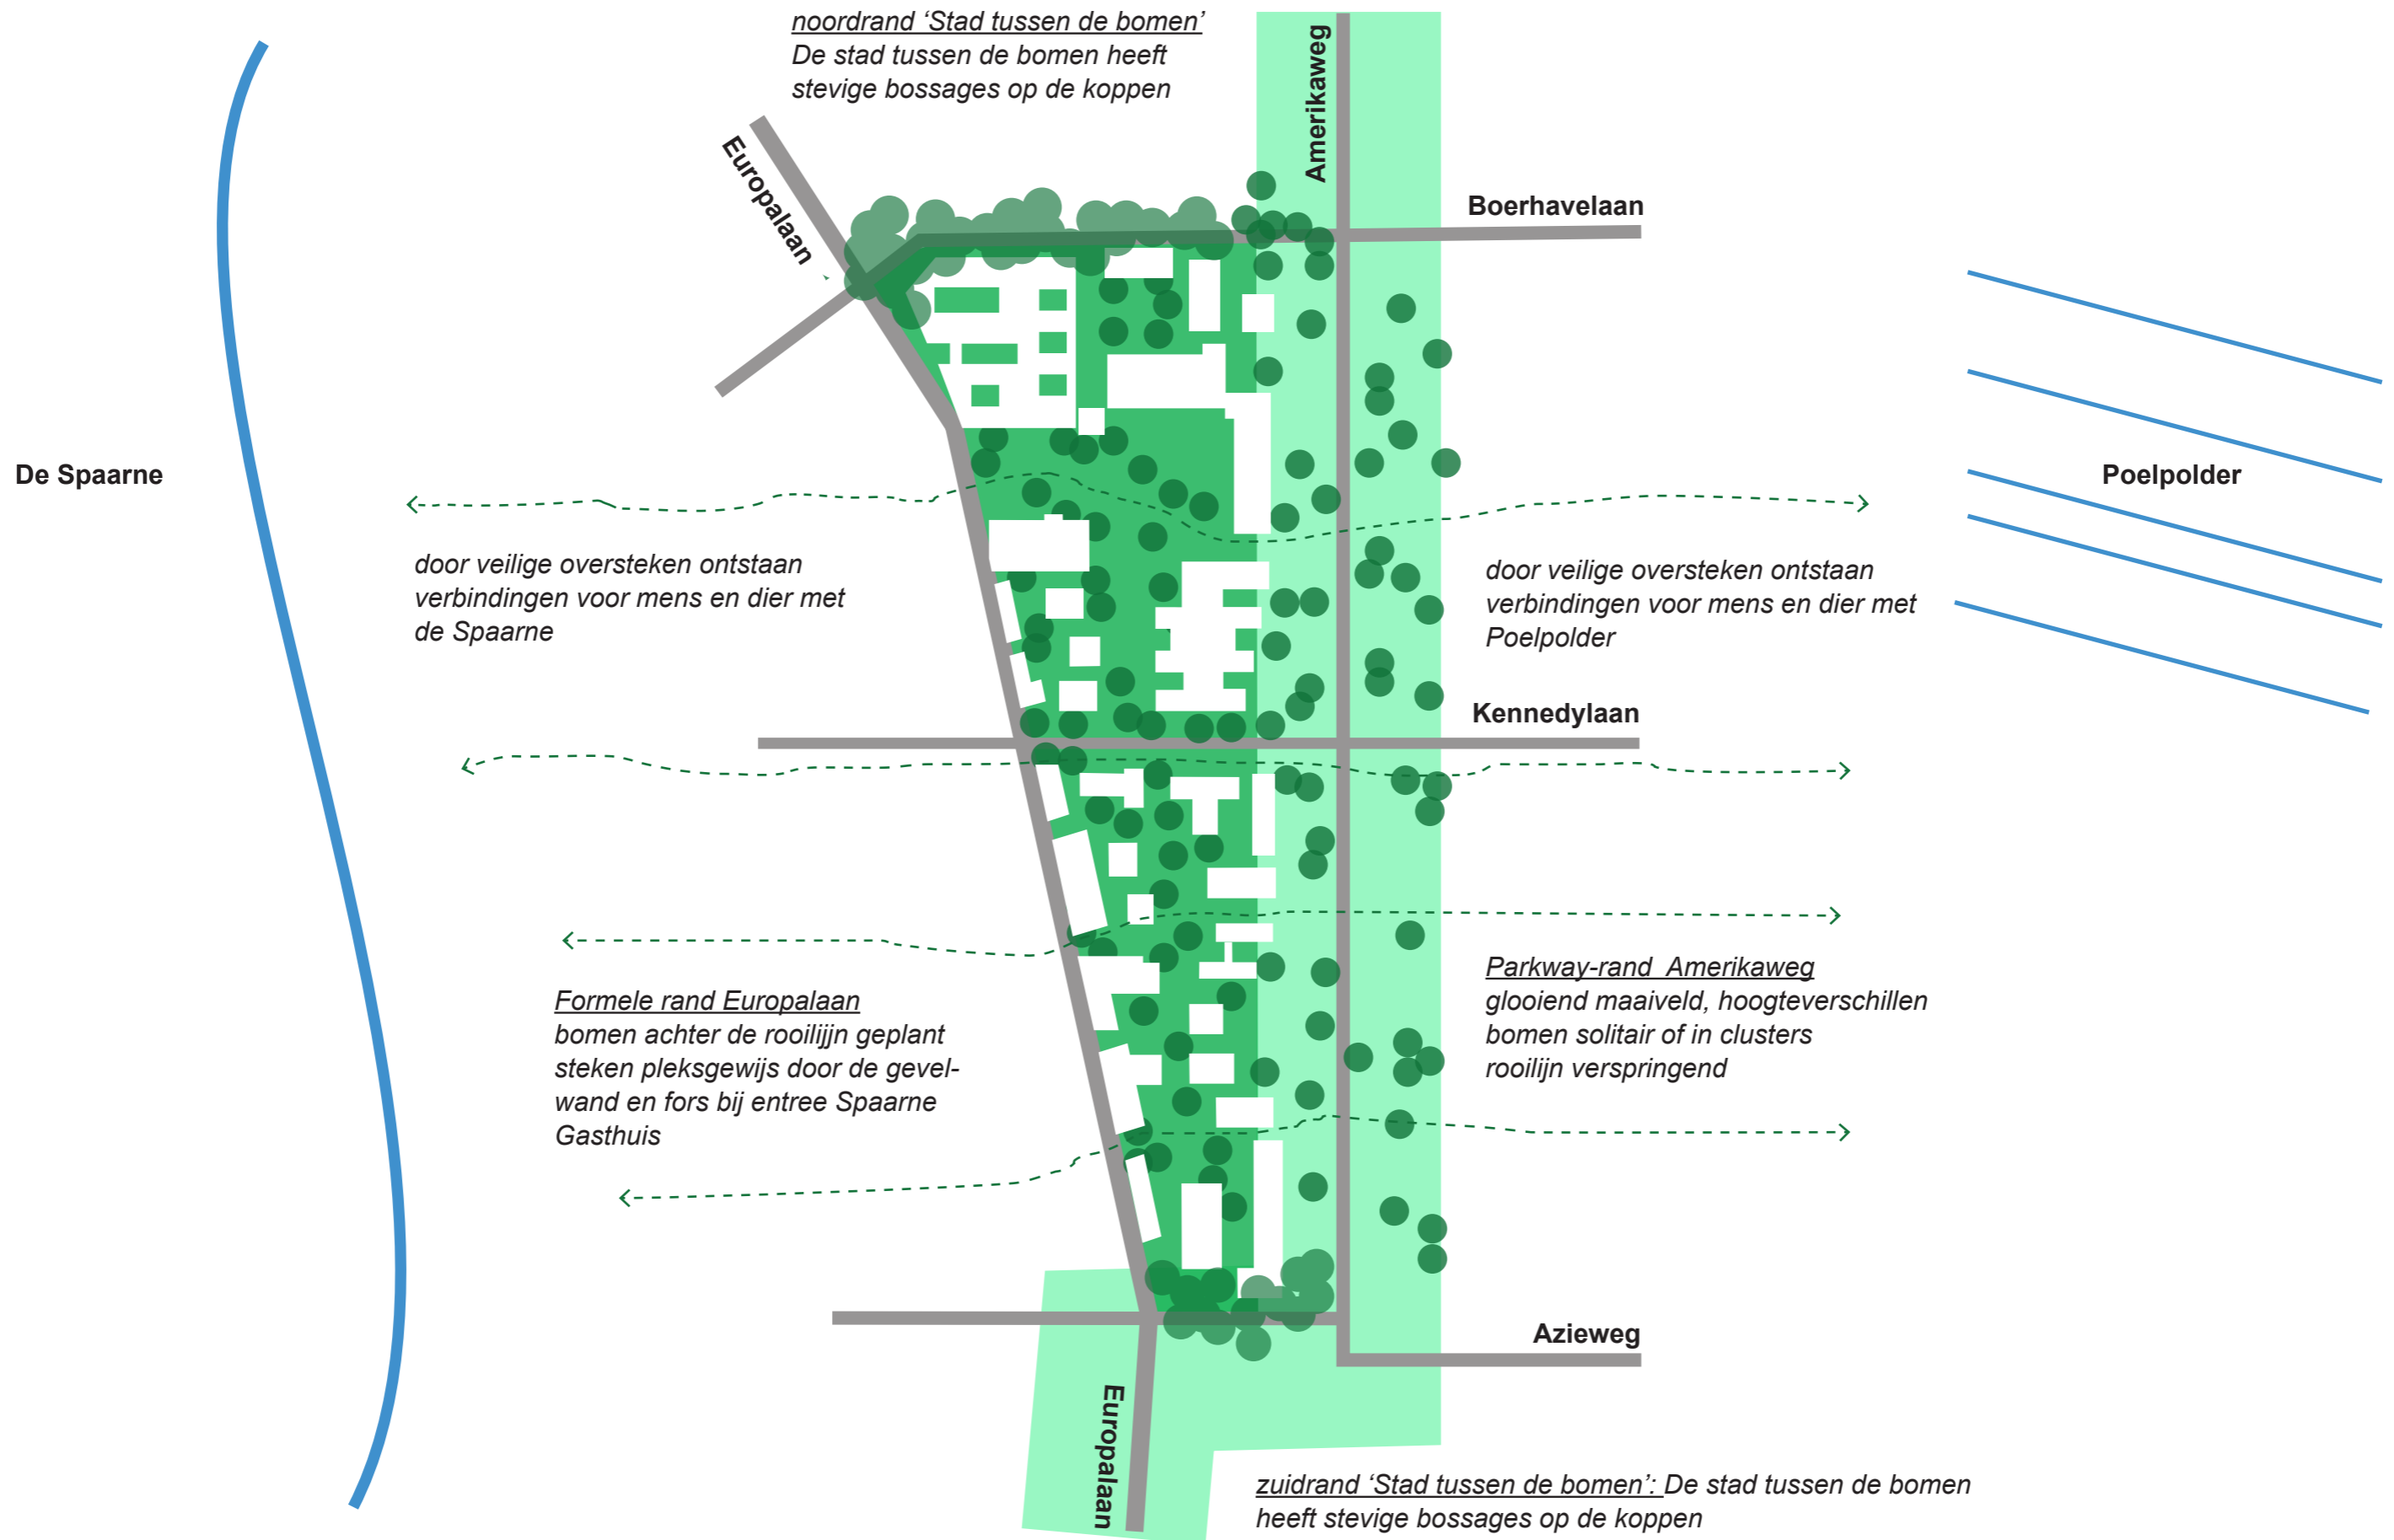 noordrand ‘Stad tussen de bomen’
De stad tussen de bomen heeft
stevige bossages op de koppen
Amerikaweg
Europalaan
Boerhavelaan
De Spaarne
Poelpolder
door veilige oversteken ontstaan
verbindingen voor mens en dier met
de Spaarne
door veilige oversteken ontstaan
verbindingen voor mens en dier met
Poelpolder
Kennedylaan
Formele rand Europalaan
bomen achter de rooilijjn geplant
steken pleksgewijs door de gevel-
wand en fors bij entree Spaarne
Gasthuis
Parkway-rand Amerikaweg
glooiend maaiveld, hoogteverschillen
bomen solitair of in clusters
rooilijn verspringend
Azieweg
Europalaan
zuidrand ‘Stad tussen de bomen’: De stad tussen de bomen
heeft stevige bossages op de koppen